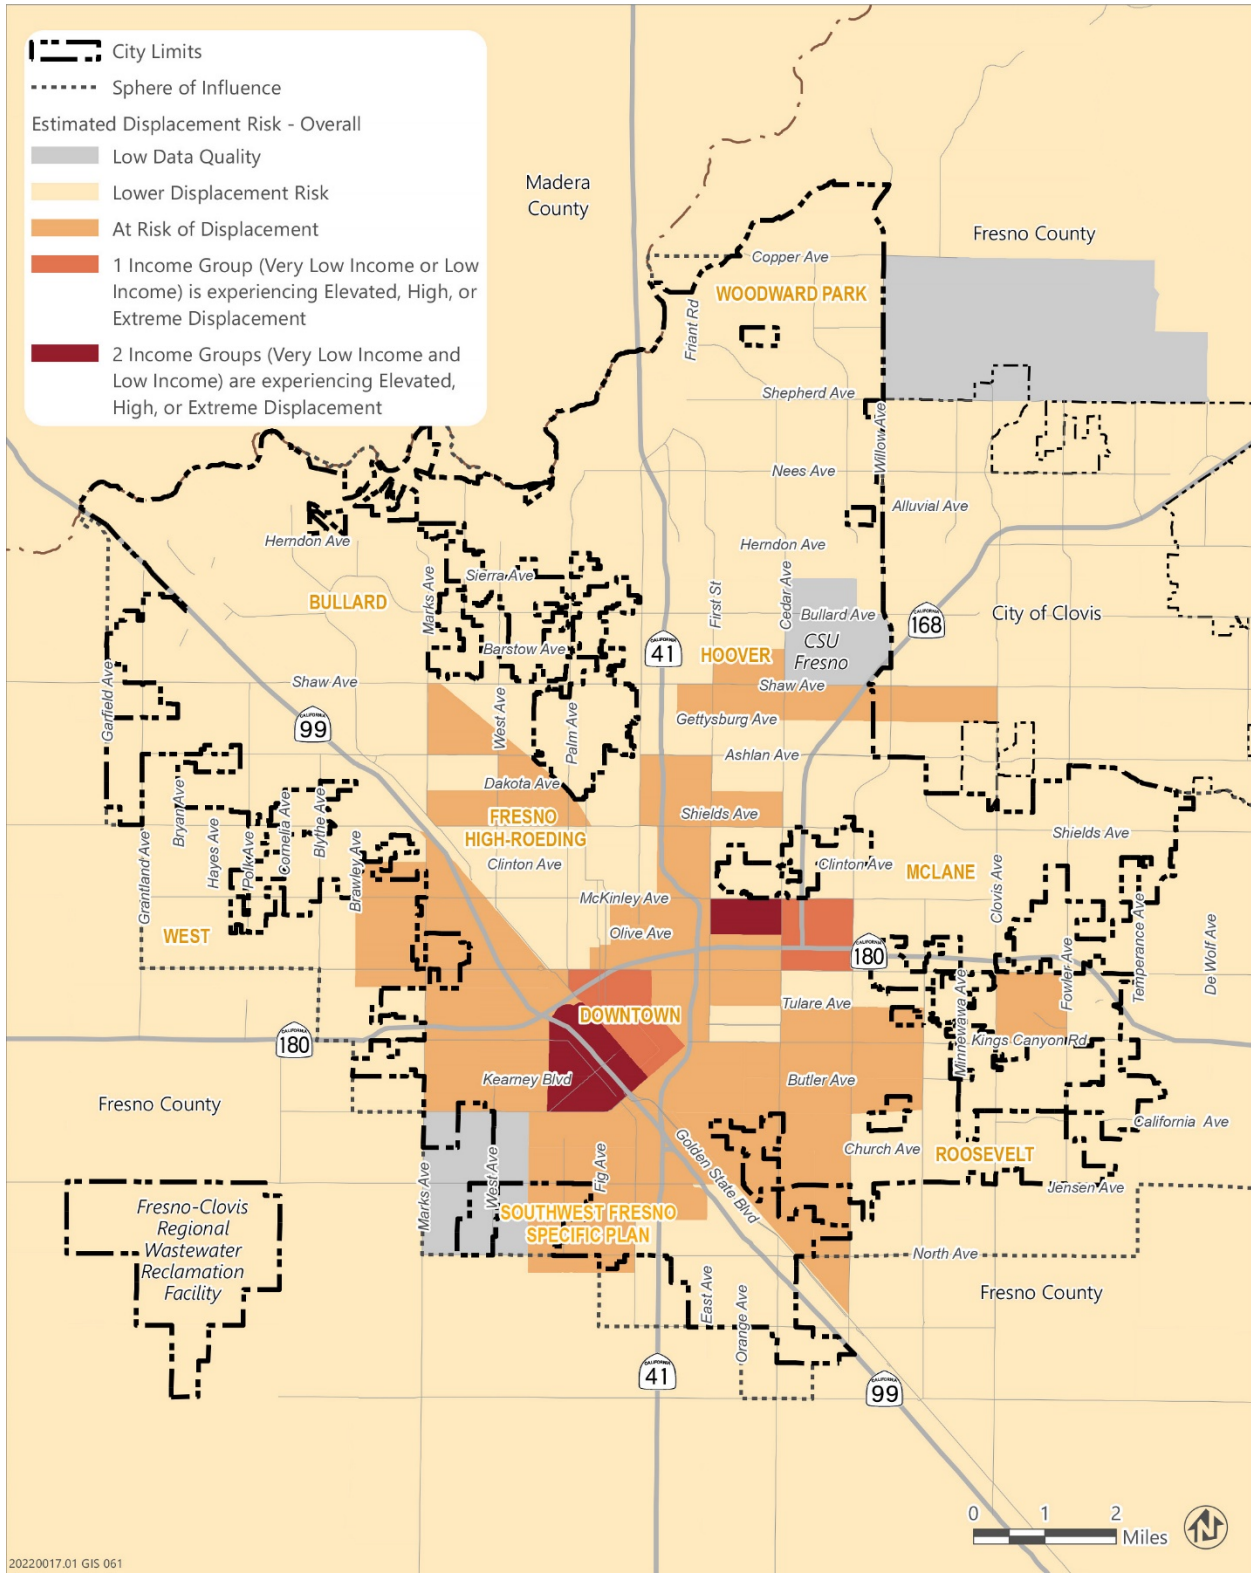 City Limits
Sphere of Influence
Estimated Displacement Risk - Overall
Low Data Quality
Lower Displacement Risk
At Risk of Displacement
1 Income Group (Very Low Income or Low
Income) is experiencing Elevated, High, or
Extreme Displacement
2 Income Groups (Very Low Income and
Low Income) are experiencing Elevated,
High, or Extreme Displacement
Madera
County
Fresno County
Copper Ave
WOODWARD PARK
Friant Rd
Shepherd Ave
Willow Ave
Nees Ave
Alluvial Ave
Herndon Ave
Herndon Ave
Sierra Ave
Marks Ave
BULLARD
First St
Cedar Ave
Bullard Ave
CALIFORNIA
168
City of Clovis
CSU
Fresno
Barstow Ave
CALIFORNIA
41
HOOVER
Garfield Ave
Shaw Ave
Shaw Ave
CALIFORNIA
99
West Ave
Palm Ave
Gettysburg Ave
Ashlan Ave
Dakota Ave
Bryan Ave
Hayes Ave
Polk Ave
Cornelia Ave
Blythe Ave
Brawley Ave
Grantland Ave
FRESNO
HIGH-ROEDING
Shields Ave
Shields Ave
Clinton Ave
Clinton Ave
MCLANE
Clovis Ave
McKinley Ave
WEST
Olive Ave
CALIFORNIA
180
Fowler Ave
Temperance Ave
De Wolf Ave
Minnewawa Ave
Tulare Ave
DOWNTOWN
CALIFORNIA
180
Kings Canyon Rd
Kearney Blvd
Butler Ave
Fresno County
California Ave
Church Ave
ROOSEVELT
Golden State Blvd
Fig Ave
Marks Ave
West Ave
Jensen Ave
Fresno-Clovis
Regional
Wastewater
Reclamation
Facility
SOUTHWEST FRESNO
SPECIFIC PLAN
North Ave
East Ave
Orange Ave
Fresno County
CALIFORNIA
41
CALIFORNIA
99
0 1 2
Miles
N
20220017.01 GIS 061